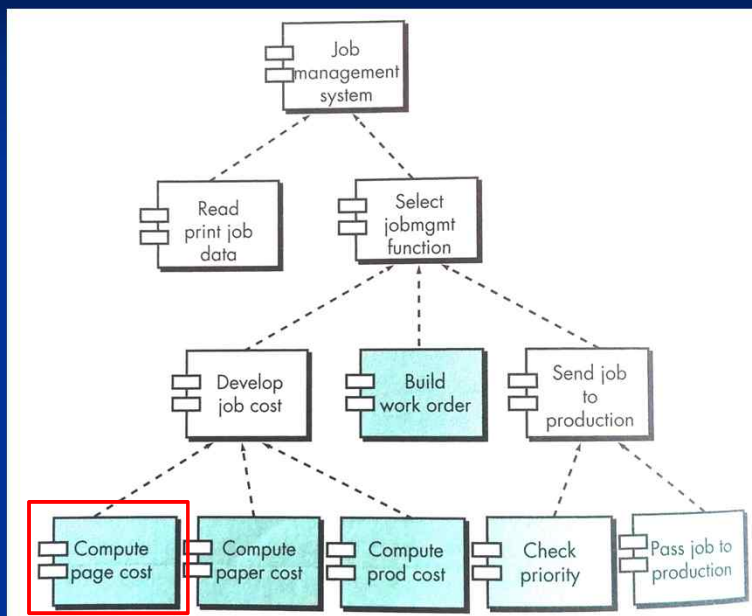 Job
management
system
Read
print job
data
Select
jobmgmt
function
Develop
job cost
Build
work order
Send job
to
production
Compute
page cost
Compute
paper cost
Compute
prod cost
Check
priority
Pass job to
production